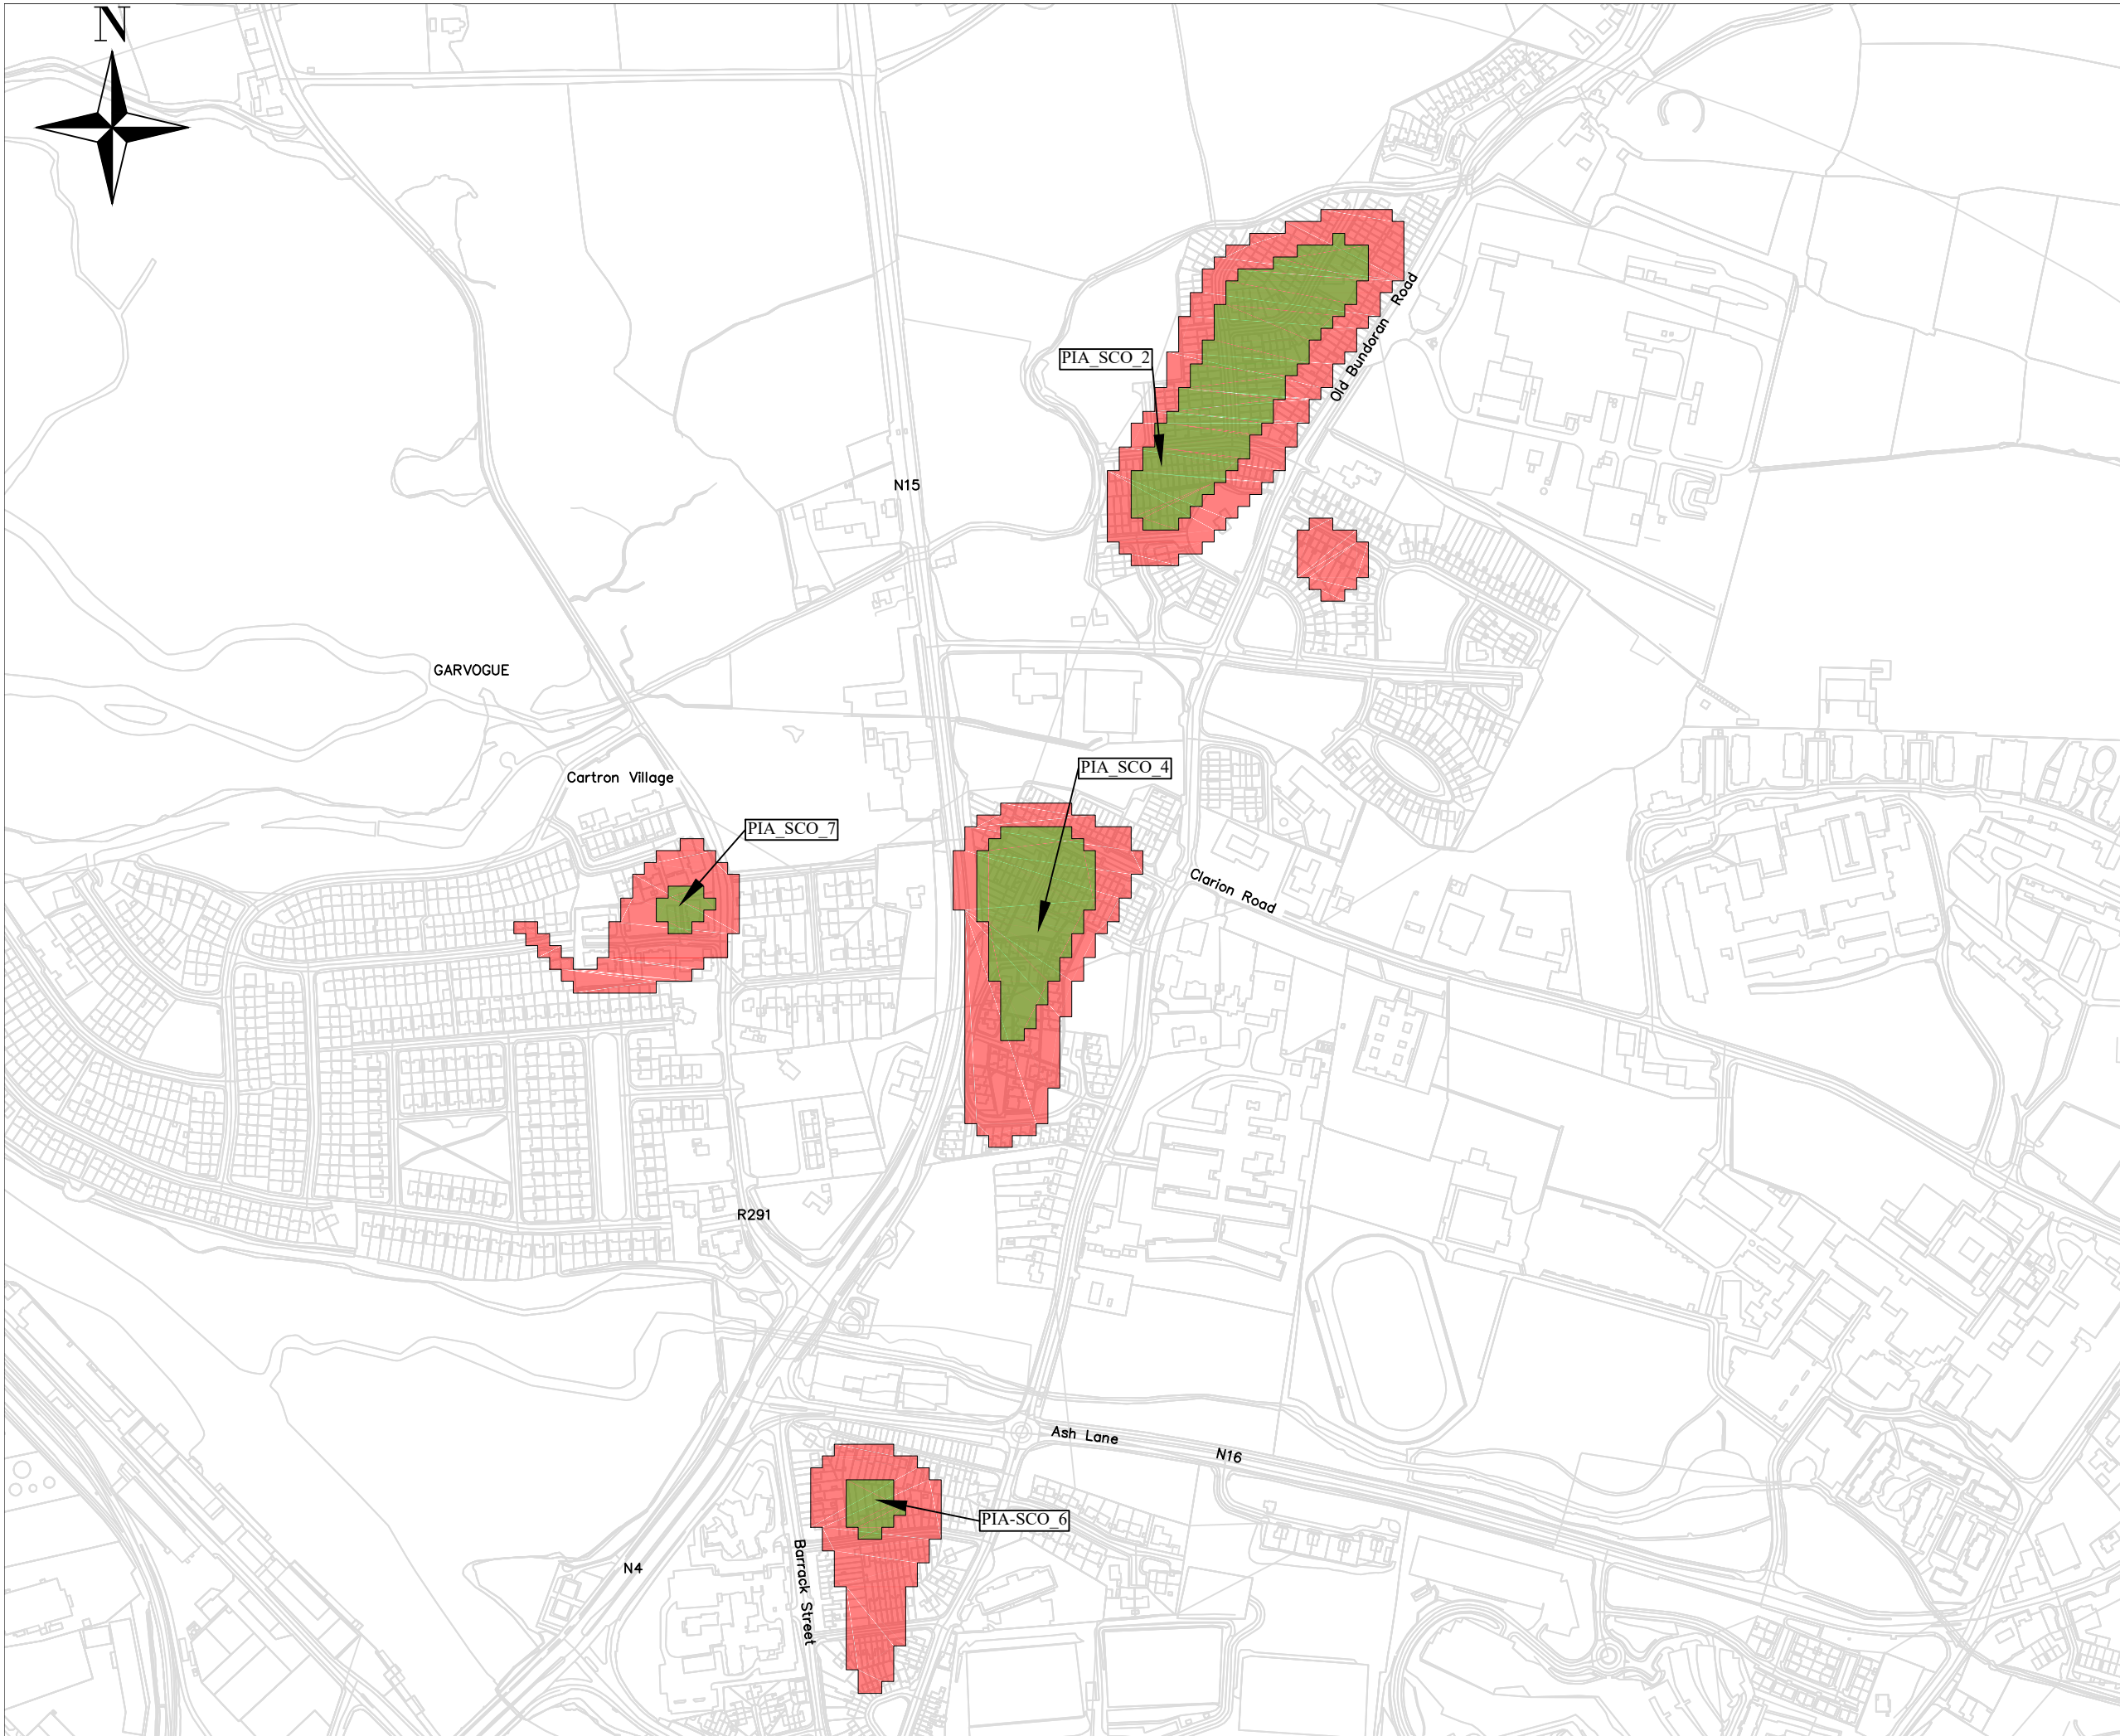 N
Old Bundoran Road
PIA_SCO_2
N15
GARVOGUE
PIA_SCO_4
Cartron Village
PIA_SCO_7
Clarion Road
R291
Ash Lane
N16
PIA-SCO_6
N4
Barrack Street